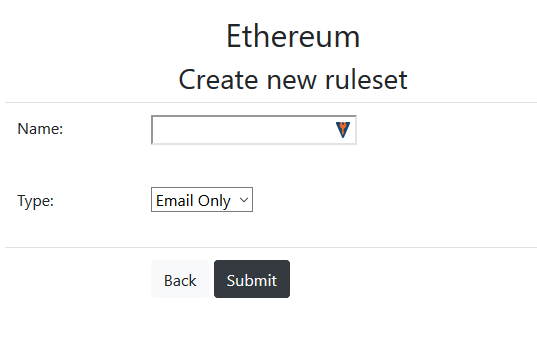 Ethereum
Create new ruleset
Name:
Type: Email Only
Back Submit